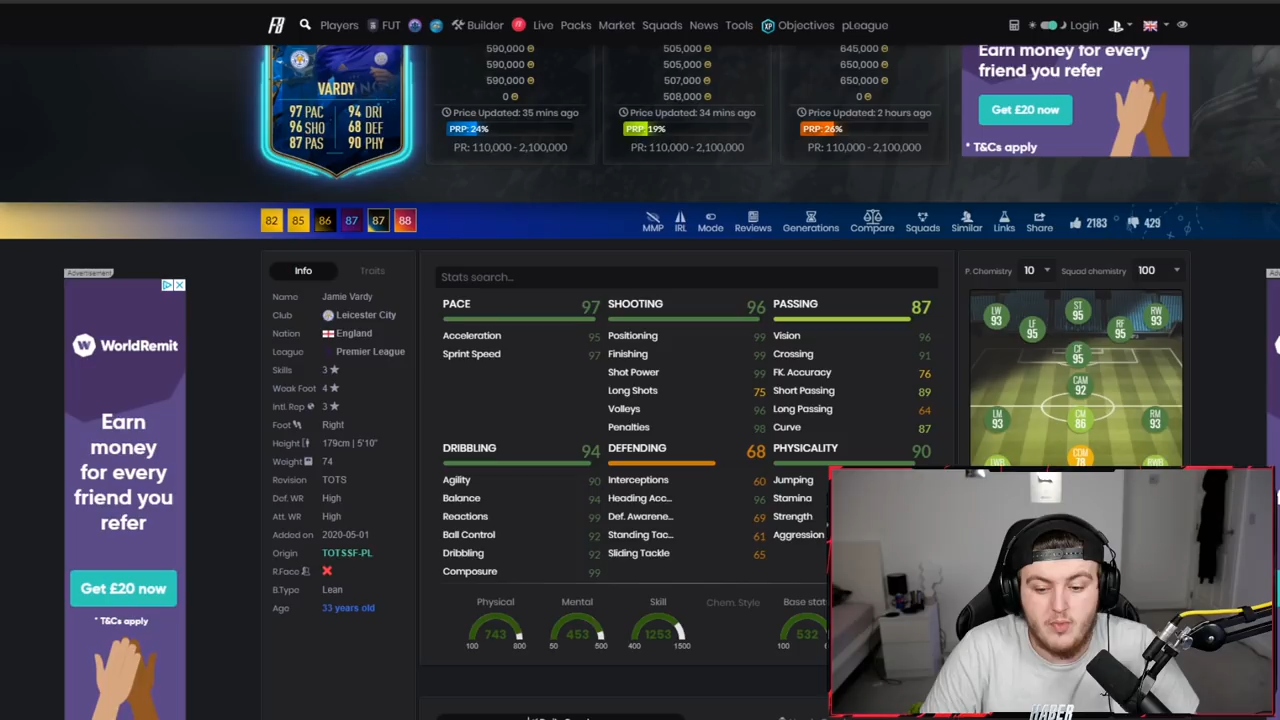 FB Players FUT Builder Live Packs Market Squads News Tools XP Objectives pLeague Login
590,000 505,000 645,000
590,000 505,000 650,000
590,000 507,000 650,000
0 508,000 0
Price Updated: 35 mins ago Price Updated: 34 mins ago Price Updated: 2 hours ago
PRP: 24% PRP: 19% PRP: 26%
PR: 110,000 - 2,100,000 PR: 110,000 - 2,100,000 PR: 110,000 - 2,100,000
VARDY
97 PAC 94 DRI
96 SHO 68 DEF
87 PAS 90 PHY
Earn money for every
friend you refer
Get £20 now
* T&Cs apply
82 85 86 87 87 88
MMP IRL Mode Reviews Generations Compare Squads Similar Links Share 2183 429
Advertisement
WorldRemit
Earn
money
for every
friend you
refer
Get £20 now
* T&Cs apply
Info Traits
Name Jamie Vardy
Club Leicester City
Nation England
League Premier League
Skills 3
Weak Foot 4
Intl. Rep 3
Foot Right
Height 179cm | 5'10"
Weight 74
Revision TOTS
Def. WR High
Att. WR High
Added on 2020-05-01
Origin TOTSSF-PL
R.Face
B.Type Lean
Age 33 years old
Stats search...
PACE 97
Acceleration 95
Sprint Speed 97
SHOOTING 96
Positioning 99
Finishing 99
Shot Power 99
Long Shots 75
Volleys 96
Penalties 98
PASSING 87
Vision 96
Crossing 91
FK. Accuracy 76
Short Passing 89
Long Passing 64
Curve 87
DRIBBLING 94
Agility 90
Balance 94
Reactions 99
Ball Control 92
Dribbling 92
Composure 99
DEFENDING 68
Interceptions 60
Heading Acc... 96
Def. Awarene... 69
Standing Tac... 61
Sliding Tackle 65
PHYSICALITY 90
Jumping
Stamina
Strength
Aggression
Physical Mental Skill Chem. Style Base stat
743 453 1253 532
100 800 50 600 400 1500 100
P. Chemistry 10 Squad chemistry 100
LW 93
ST 95
RW 93
LF 95
RF 95
CF 95
CAM 92
LM 93
CM 86
RM 93
CDM 78
HABER